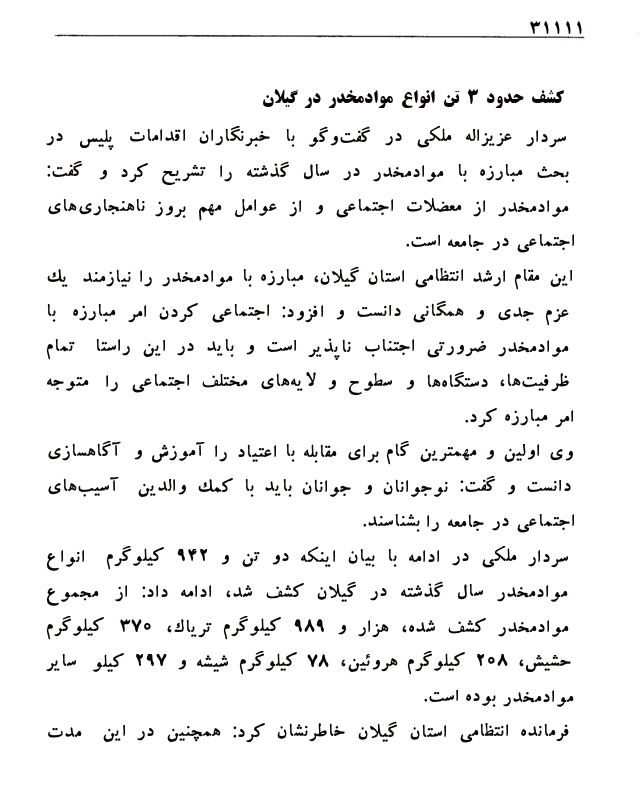 ۳۱۱۱۱
کشف حدود ۳ تن انواع موادمخدر در گیلان
سردار عزیزاله ملکی در گفت‌وگو با خبرنگاران اقدامات پلیس در
بحث مبارزه با موادمخدر در سال گذشته را تشریح کرد و گفت:
موادمخدر از معضلات اجتماعی و از عوامل مهم بروز ناهنجاری‌های
اجتماعی در جامعه است.
این مقام ارشد انتظامی استان گیلان، مبارزه با موادمخدر را نیازمند یك
عزم جدی و همگانی دانست و افزود: اجتماعی کردن امر مبارزه با
موادمخدر ضرورتی اجتناب ناپذیر است و باید در این راستا تمام
ظرفیت‌ها، دستگاه‌ها و سطوح و لایه‌های مختلف اجتماعی را متوجه
امر مبارزه کرد.
وی اولین و مهمترین گام برای مقابله با اعتیاد را آموزش و آگاهسازی
دانست و گفت: نوجوانان و جوانان باید با کمك والدین آسیب‌های
اجتماعی در جامعه را بشناسند.
سردار ملکی در ادامه با بیان اینکه دو تن و ۹۴۲ کیلوگرم انواع
موادمخدر سال گذشته در گیلان کشف شد، ادامه داد: از مجموع
موادمخدر کشف شده، هزار و ۹۸۹ کیلوگرم تریاك، ۳۷۰ کیلوگرم
حشیش، ۲۰۸ کیلوگرم هروئین، ۷۸ کیلوگرم شیشه و ۲۹۷ کیلو سایر
موادمخدر بوده است.
فرمانده انتظامی استان گیلان خاطرنشان کرد: همچنین در این مدت